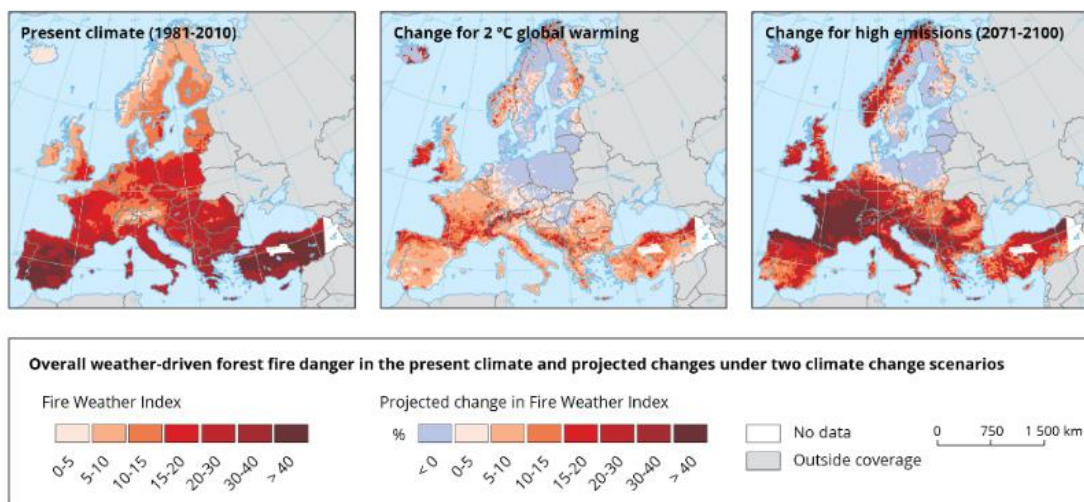 Present climate (1981-2010)
Change for 2 °C global warming
Change for high emissions (2071-2100)
Overall weather-driven forest fire danger in the present climate and projected changes under two climate change scenarios
Fire Weather Index
0-5
5-10
10-15
15-20
20-30
30-40
> 40
Projected change in Fire Weather Index
%
< 0
0-5
5-10
10-15
15-20
20-30
30-40
> 40
No data
Outside coverage
0 750 1 500 km